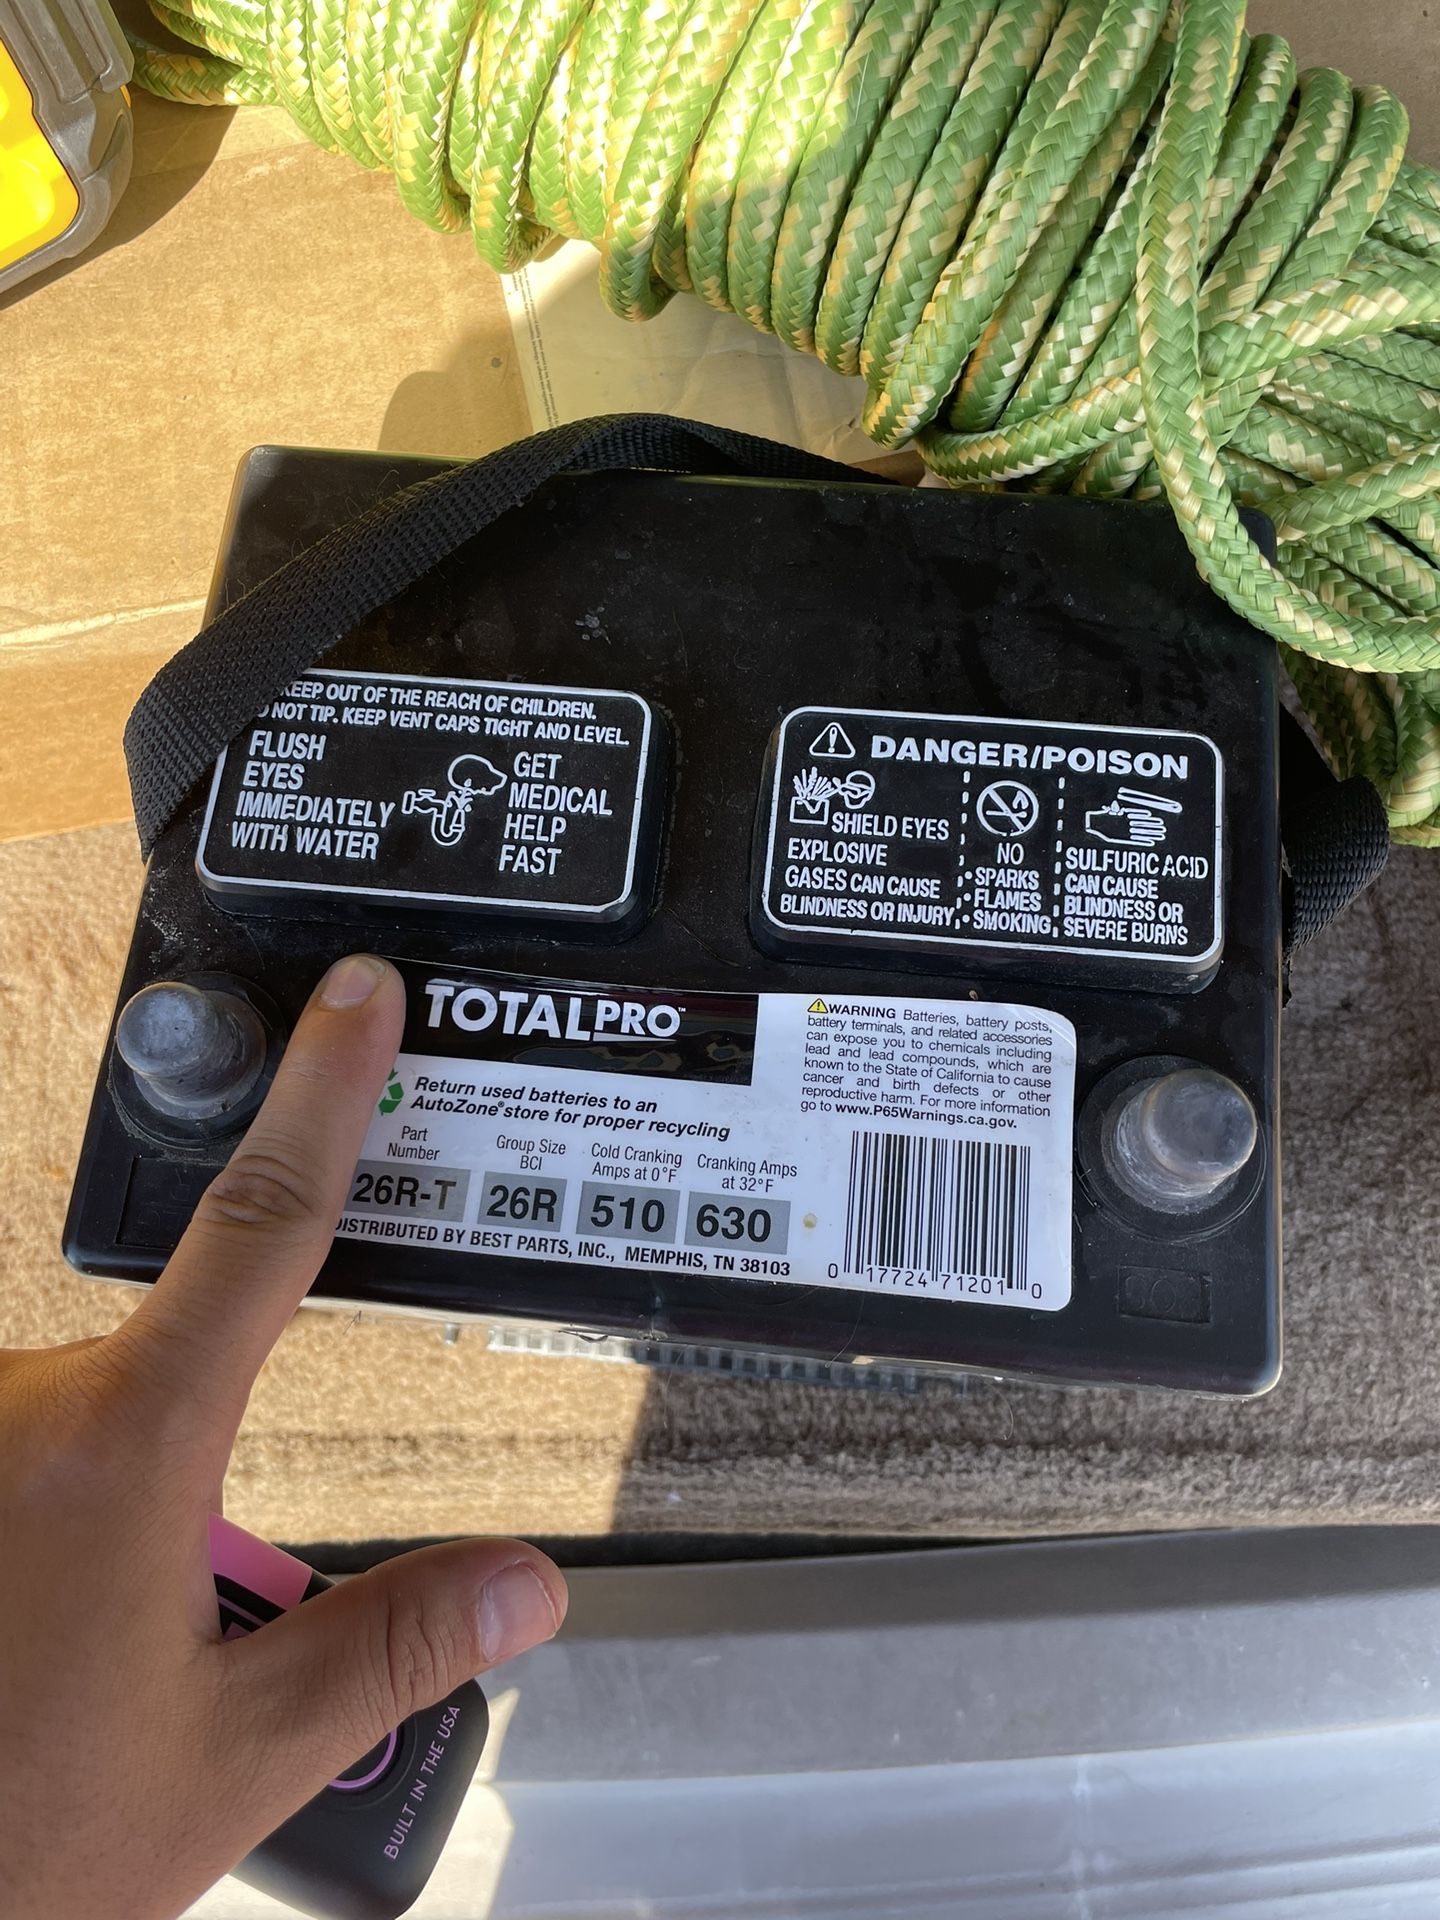 KEEP OUT OF THE REACH OF CHILDREN.
NOT TIP. KEEP VENT CAPS TIGHT AND LEVEL.
FLUSH
EYES
IMMEDIATELY
WITH WATER
GET
MEDICAL
HELP
FAST
DANGER/POISON
SHIELD EYES
EXPLOSIVE
GASES CAN CAUSE
BLINDNESS OR INJURY
NO
• SPARKS
FLAMES
• SMOKING
SULFURIC ACID
CAN CAUSE
BLINDNESS OR
SEVERE BURNS
TOTALPRO™
Return used batteries to an
AutoZone® store for proper recycling
Part
Number
26R-T
Group Size
BCI
26R
Cold Cranking
Amps at 0°F
510
Cranking Amps
at 32°F
630
DISTRIBUTED BY BEST PARTS, INC., MEMPHIS, TN 38103
WARNING Batteries, battery posts,
battery terminals, and related accessories
can expose you to chemicals including
lead and lead compounds, which are
known to the State of California to cause
cancer and birth defects or other
reproductive harm. For more information
go to www.P65Warnings.ca.gov.
0 17724 71201 0
BUILT IN THE USA